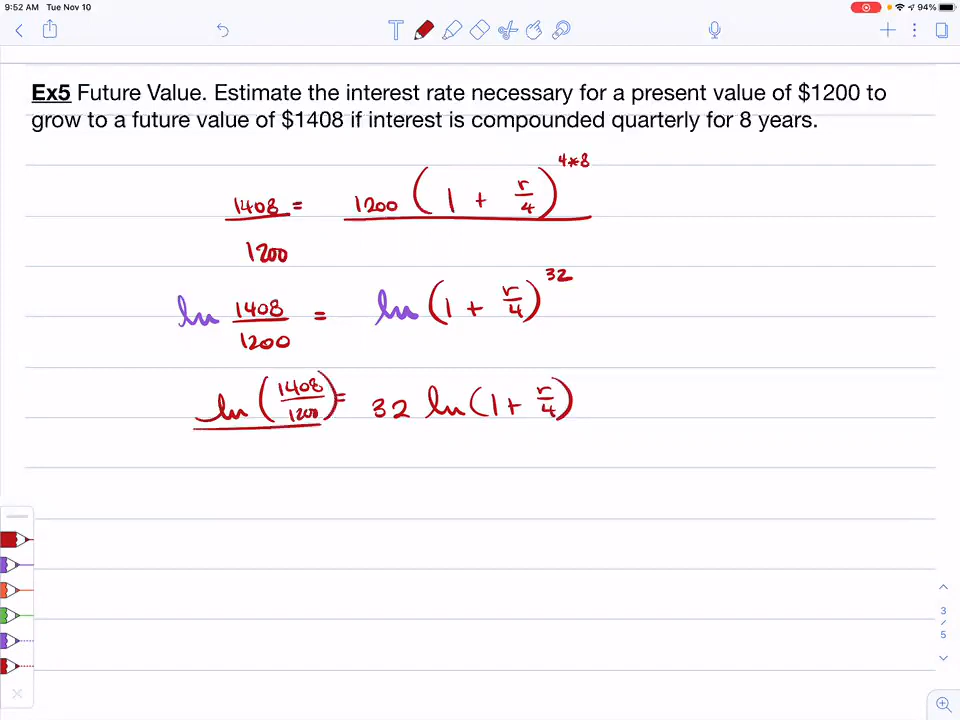 9:52 AM Tue Nov 10
94%
T
Ex5 Future Value. Estimate the interest rate necessary for a present value of $1200 to
grow to a future value of $1408 if interest is compounded quarterly for 8 years.
1408/1200 = 1200 (1 + r/4)^4*8
ln 1408/1200 = ln (1 + r/4)^32
ln (1408/1200) = 32 ln (1 + r/4)
3/5